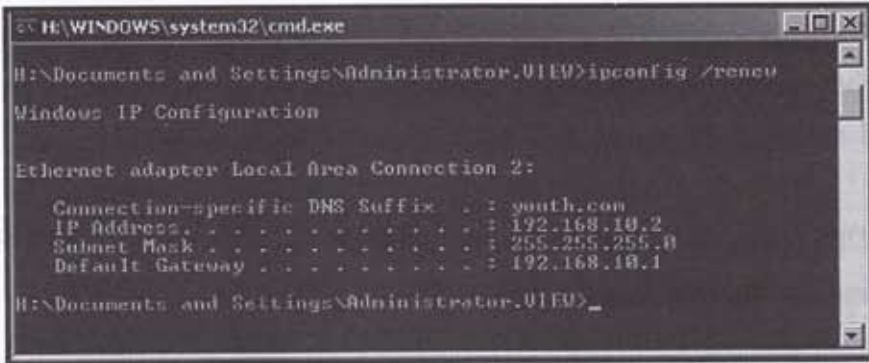 H:\WINDOWS\system32\cmd.exe
H:\Documents and Settings\Administrator.VIEW>ipconfig /renew
Windows IP Configuration
Ethernet adapter Local Area Connection 2:
Connection-specific DNS Suffix . : youth.com
IP Address. . . . . . . . . . . . : 192.168.10.2
Subnet Mask . . . . . . . . . . . : 255.255.255.0
Default Gateway . . . . . . . . . : 192.168.10.1
H:\Documents and Settings\Administrator.VIEW>_